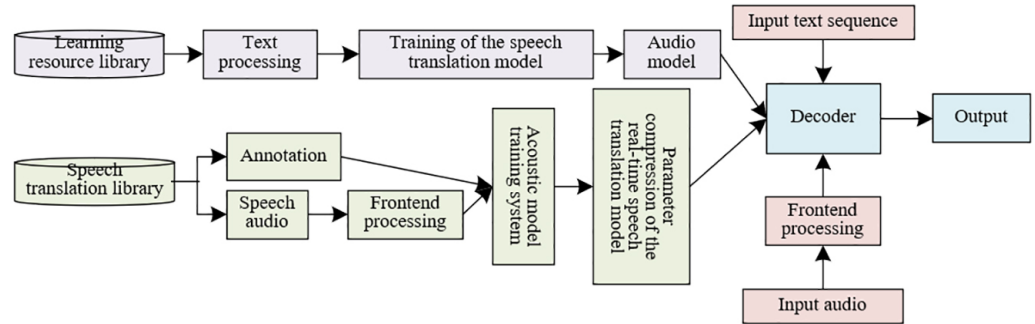 Learning
resource library
Text
processing
Training of the speech
translation model
Audio
model
Input text sequence
Decoder
Output
Speech
translation library
Annotation
Speech
audio
Frontend
processing
Acoustic model
training system
Parameter
compression of the
real-time speech
translation model
Frontend
processing
Input audio